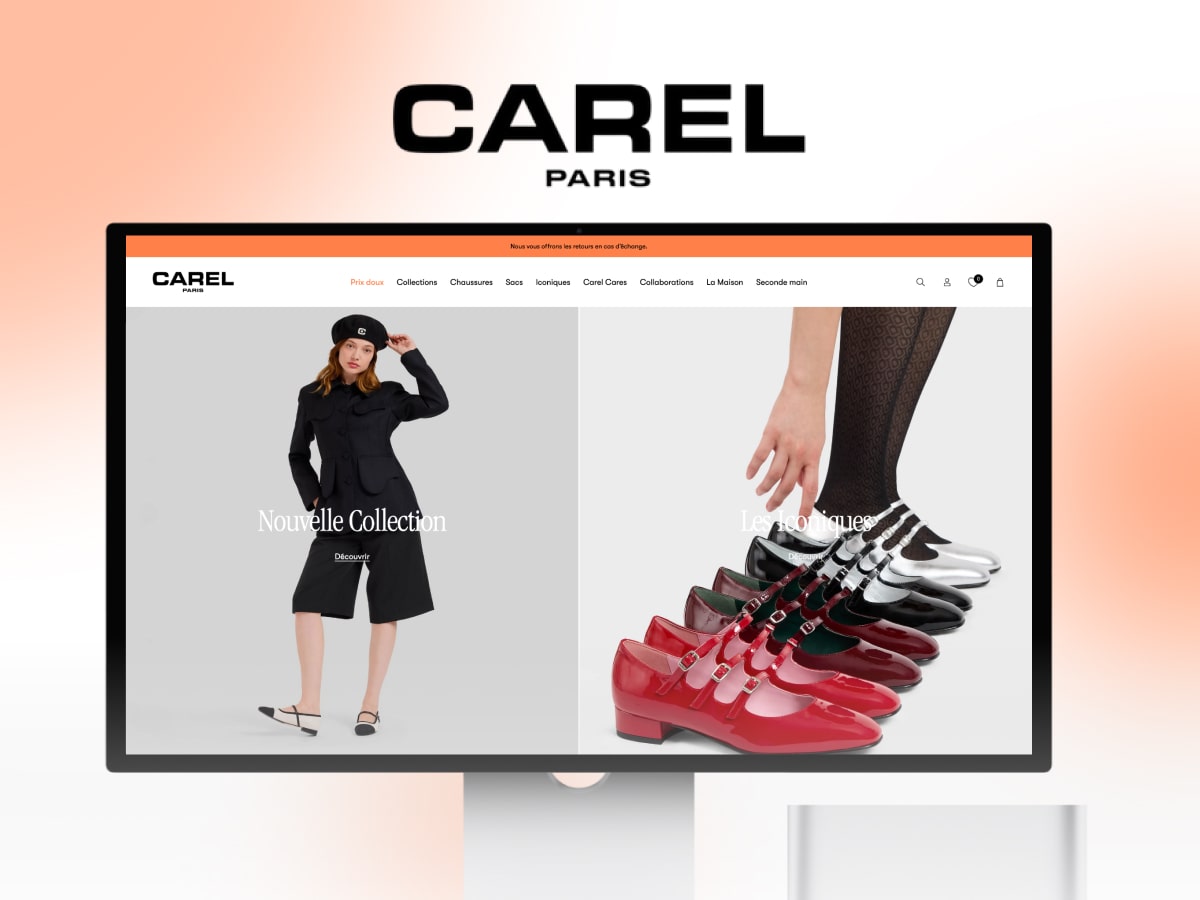 CAREL
PARIS
Nous vous offrons les retours en cas d'échange.
CAREL
PARIS
Prix doux Collections Chaussures Sacs Iconiques Carel Cares Collaborations La Maison Seconde main
0
C
Nouvelle Collection
Découvrir
Les Iconiques
Découvrir